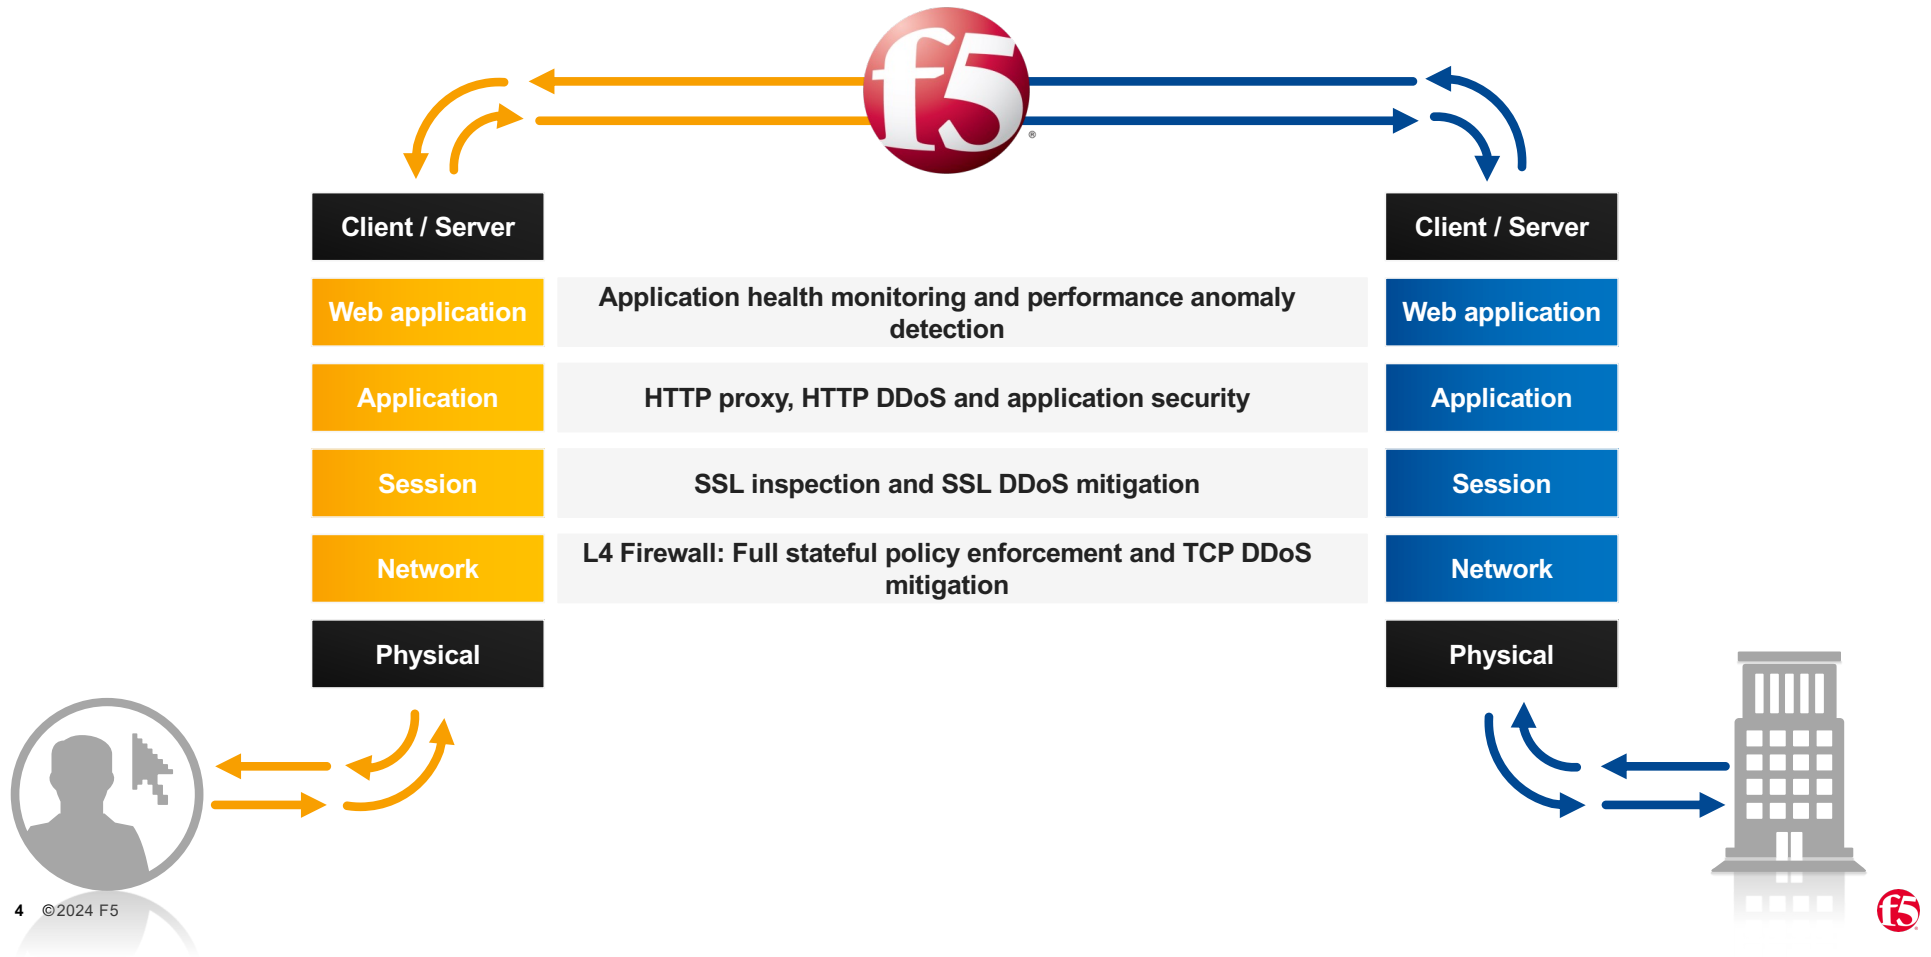 f5
®
Client / Server
Client / Server
Web application
Application health monitoring and performance anomaly
detection
Web application
Application
HTTP proxy, HTTP DDoS and application security
Application
Session
SSL inspection and SSL DDoS mitigation
Session
Network
L4 Firewall: Full stateful policy enforcement and TCP DDoS
mitigation
Network
Physical
Physical
4 ©2024 F5
f5